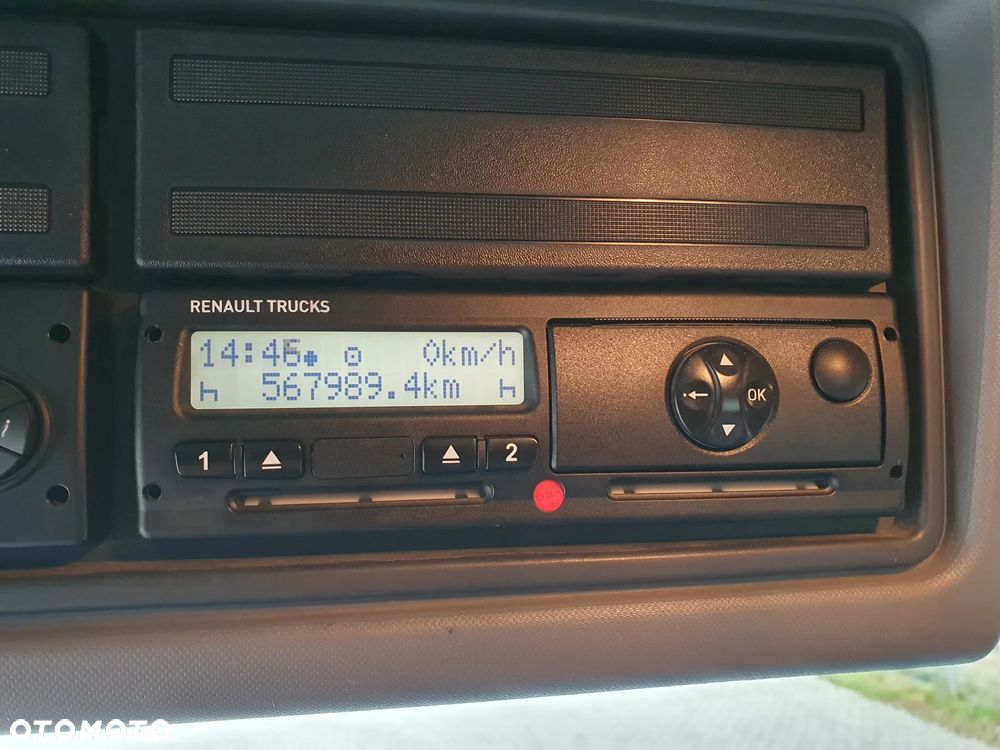 RENAULT TRUCKS
14:46 0km/h
567989.4km
1
2
OK
i
OTOMOTO